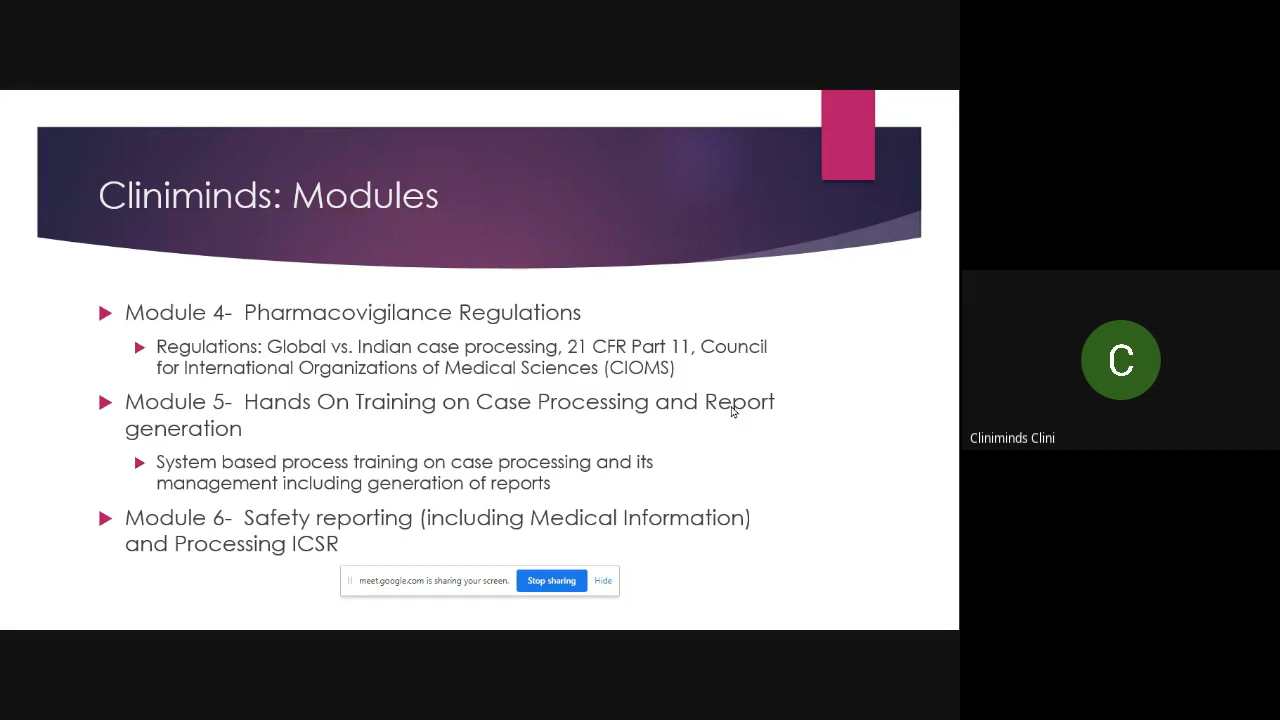 Cliniminds: Modules
Module 4- Pharmacovigilance Regulations
Regulations: Global vs. Indian case processing, 21 CFR Part 11, Council
for International Organizations of Medical Sciences (CIOMS)
Module 5- Hands On Training on Case Processing and Report
generation
System based process training on case processing and its
management including generation of reports
Module 6- Safety reporting (including Medical Information)
and Processing ICSR
meet.google.com is sharing your screen. Stop sharing Hide
C
Cliniminds Clini